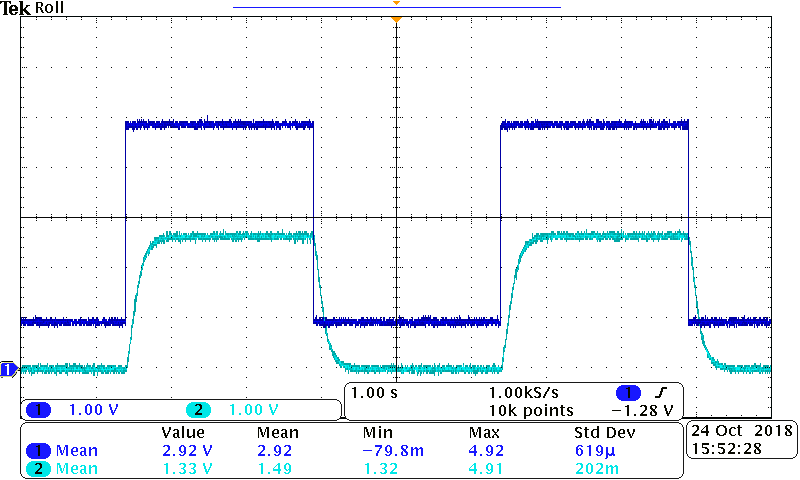 Tek Roll
1
1 1.00 V 2 1.00 V
1.00 s 1.00kS/s 1
10k points −1.28 V
Value Mean Min Max Std Dev
1 Mean 2.92 V 2.92 −79.8m 4.92 619µ
2 Mean 1.33 V 1.49 1.32 4.91 202m
24 Oct 2018
15:52:28